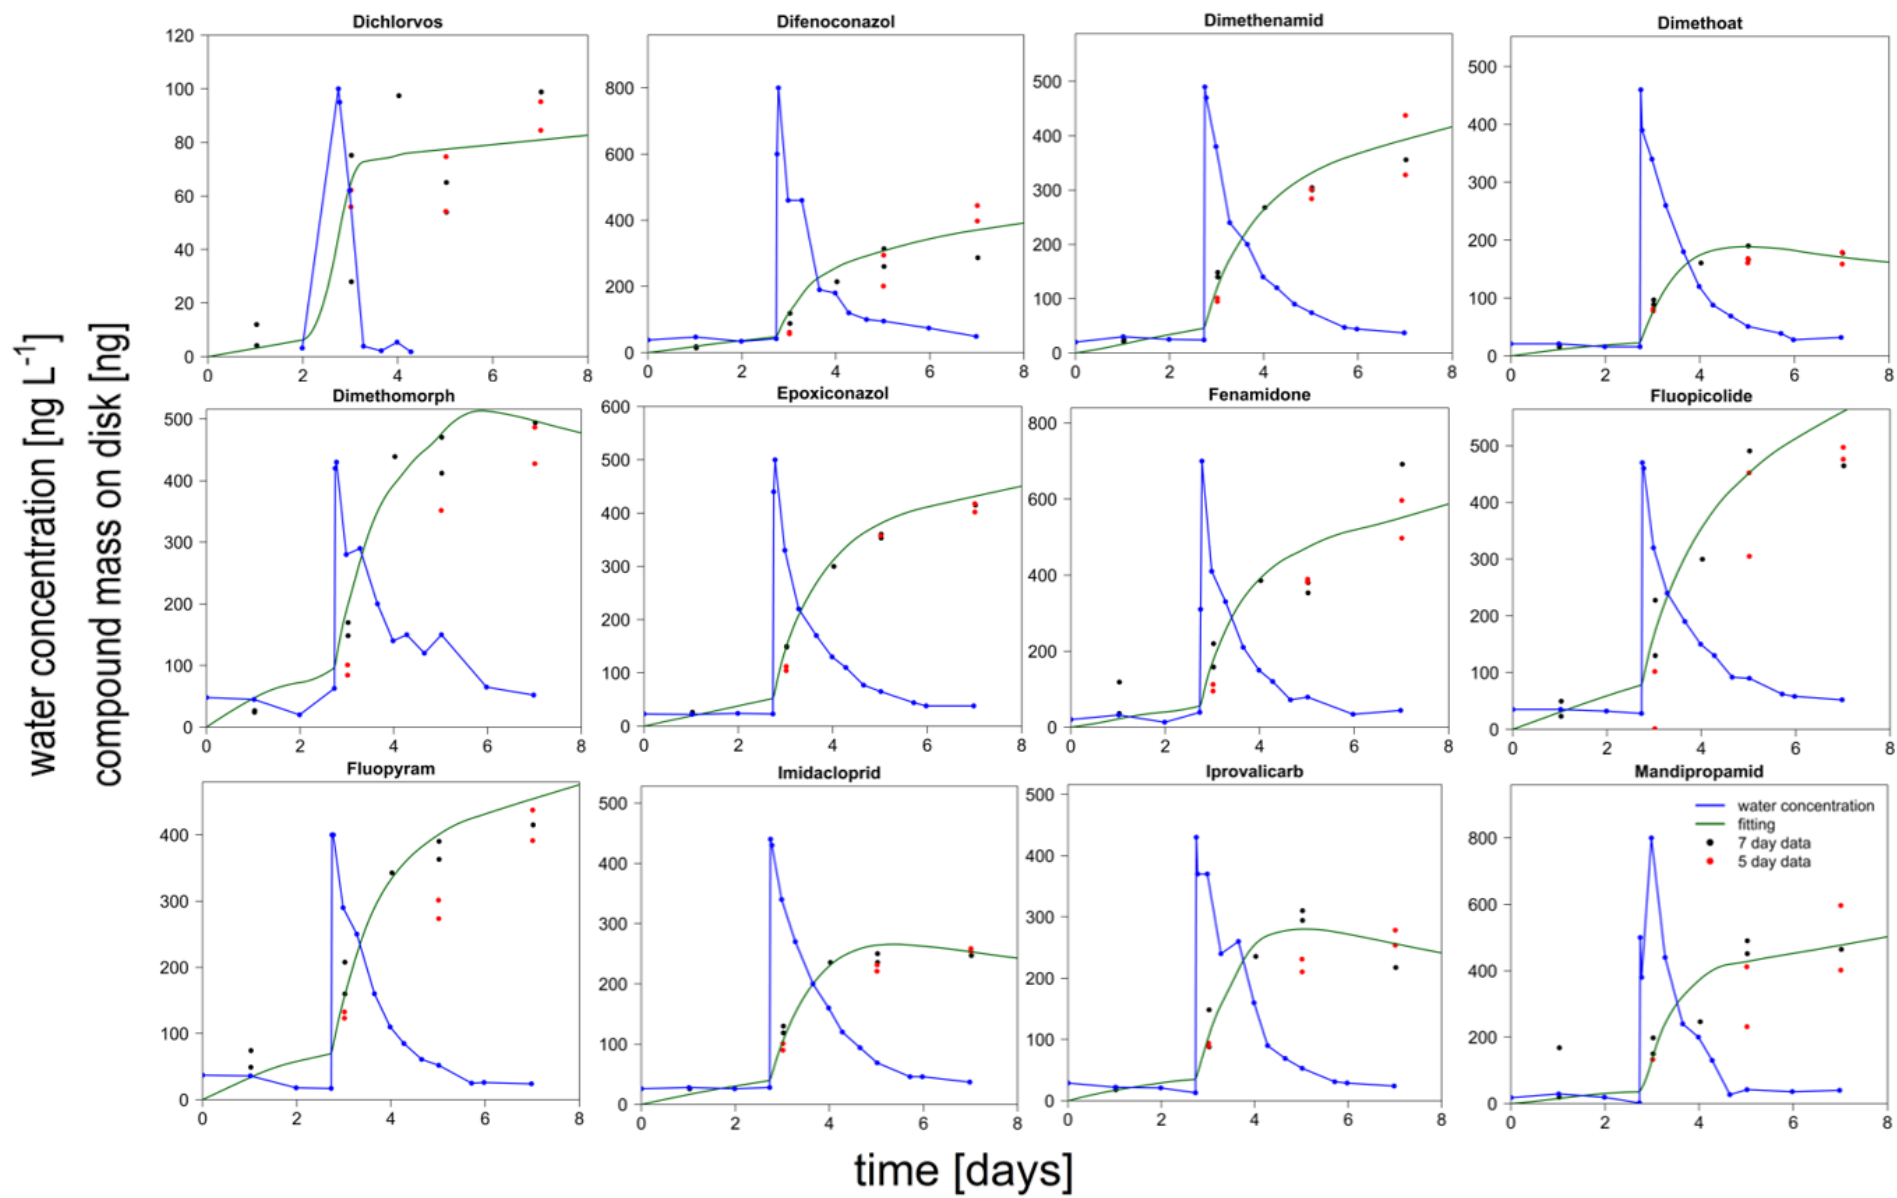 water concentration [ng L-1]
compound mass on disk [ng]
Dichlorvos
120
100
80
60
40
20
0
0 2 4 6 8
Difenoconazol
800
600
400
200
0
0 2 4 6 8
Dimethenamid
500
400
300
200
100
0
0 2 4 6 8
Dimethoat
500
400
300
200
100
0
0 2 4 6 8
Dimethomorph
500
400
300
200
100
0
0 2 4 6 8
Epoxiconazol
600
500
400
300
200
100
0
0 2 4 6 8
Fenamidone
800
600
400
200
0
0 2 4 6 8
Fluopicolide
500
400
300
200
100
0
0 2 4 6 8
Fluopyram
400
300
200
100
0
0 2 4 6 8
Imidacloprid
500
400
300
200
100
0
0 2 4 6 8
Iprovalicarb
500
400
300
200
100
0
0 2 4 6 8
Mandipropamid
water concentration
fitting
7 day data
5 day data
800
600
400
200
0
0 2 4 6 8
time [days]